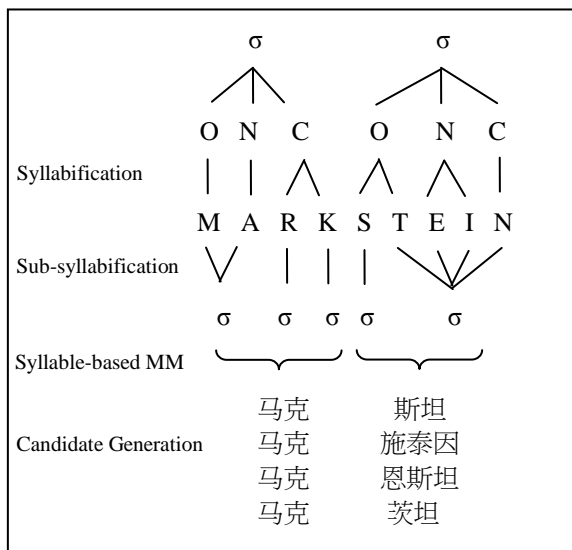 σ σ
O N C O N C
Syllabification
M A R K S T E I N
Sub-syllabification
σ σ σ σ σ
Syllable-based MM
马克 斯坦
Candidate Generation 马克 施泰因
马克 恩斯坦
马克 茨坦